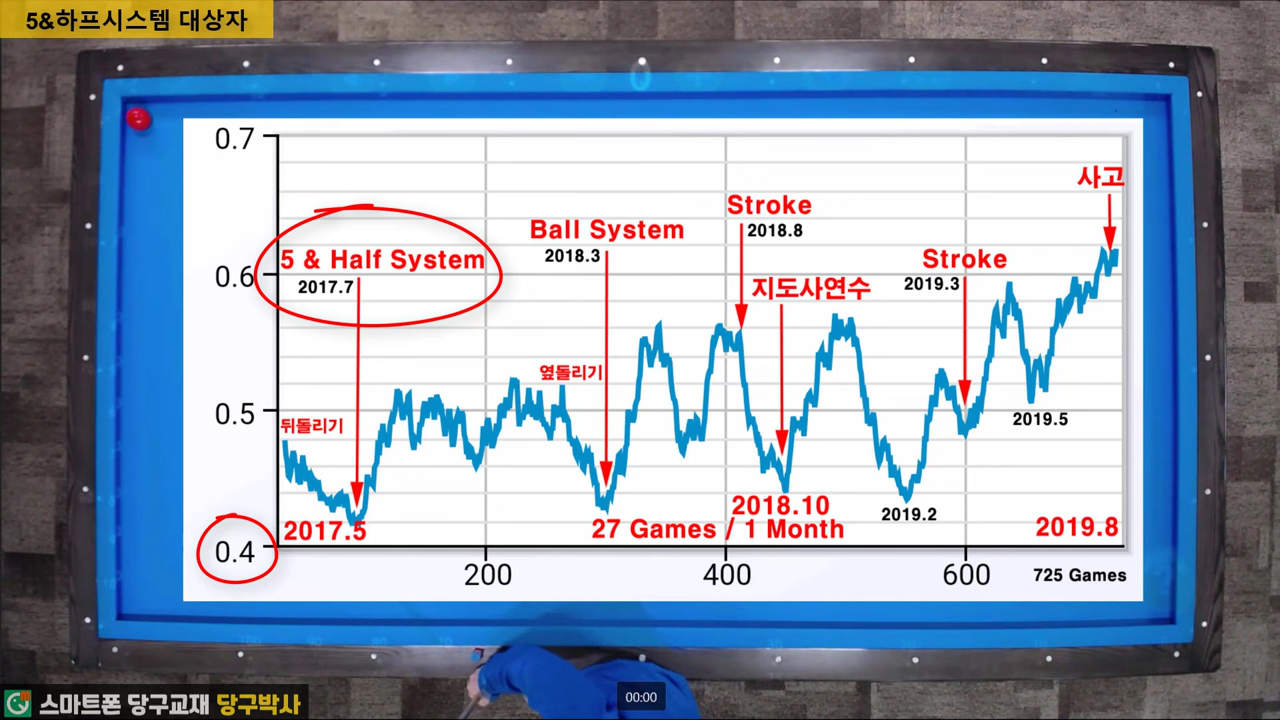 5&하프시스템 대상자
0.7
0.6
0.5
0.4
사고
Stroke
2018.8
Ball System
2018.3
5 & Half System
2017.7
Stroke
2019.3
지도사연수
옆돌리기
뒤돌리기
2019.5
2018.10
2019.2
2017.5
27 Games / 1 Month
2019.8
200
400
600
725 Games
스마트폰 당구교재 당구박사
00:00